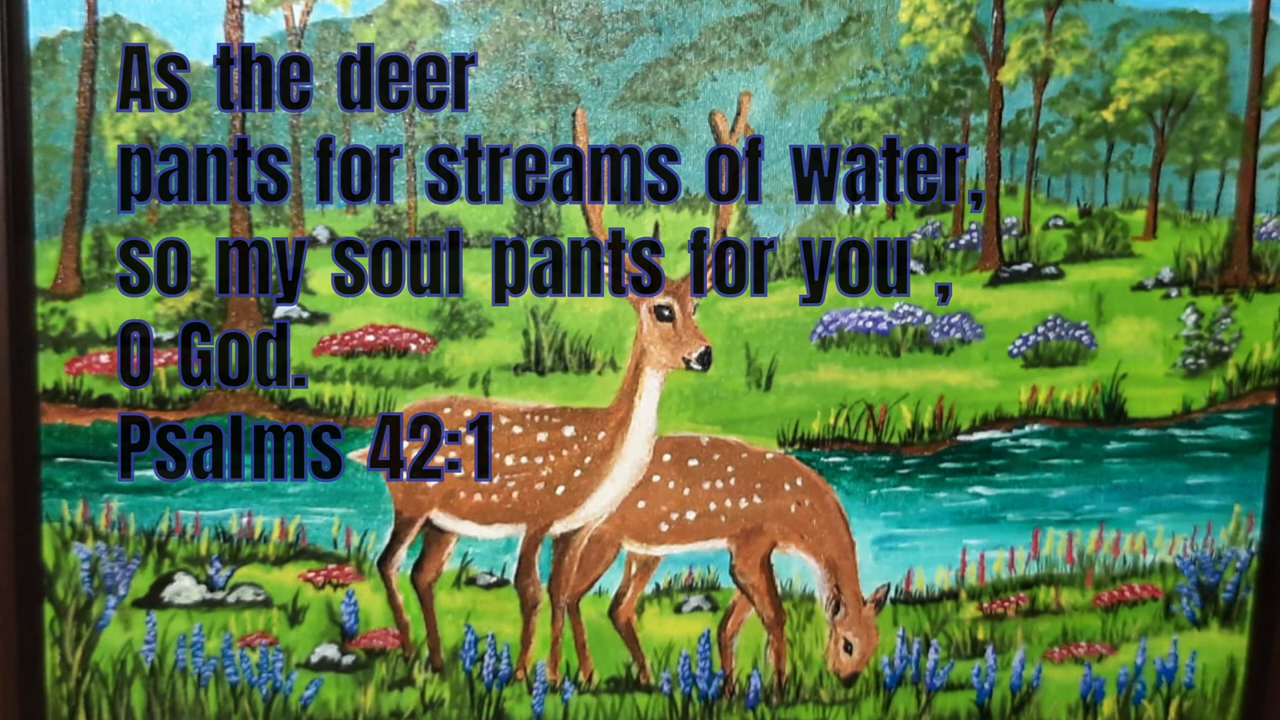 As the deer
pants for streams of water,
so my soul pants for you ,
O God.
Psalms 42:1